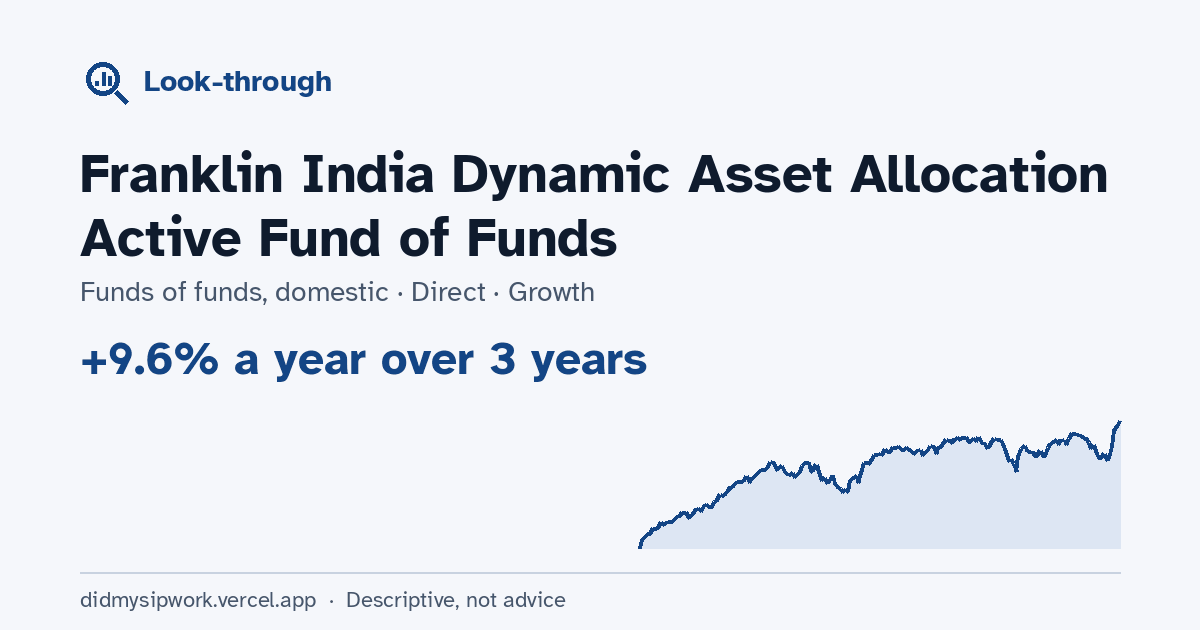 Look-through
Franklin India Dynamic Asset Allocation
Active Fund of Funds
Funds of funds, domestic · Direct · Growth
+9.6% a year over 3 years
didmysipwork.vercel.app · Descriptive, not advice